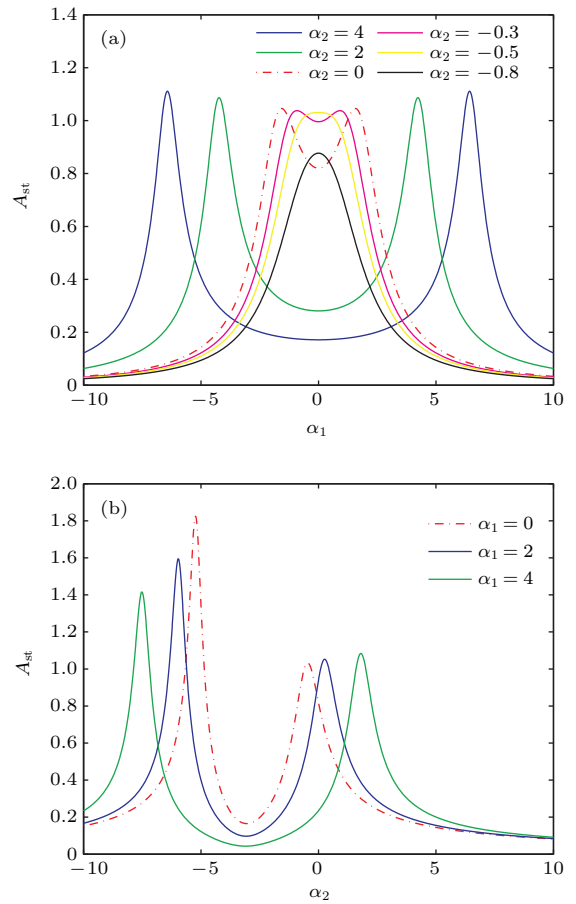 (a)
α₂ = 4
α₂ = 2
α₂ = 0
α₂ = −0.3
α₂ = −0.5
α₂ = −0.8
1.4
1.2
1.0
0.8
0.6
0.4
0.2
0
A_st
−10
−5
0
5
10
α₁
(b)
α₁ = 0
α₁ = 2
α₁ = 4
2.0
1.8
1.6
1.4
1.2
1.0
0.8
0.6
0.4
0.2
0
A_st
−10
−5
0
5
10
α₂